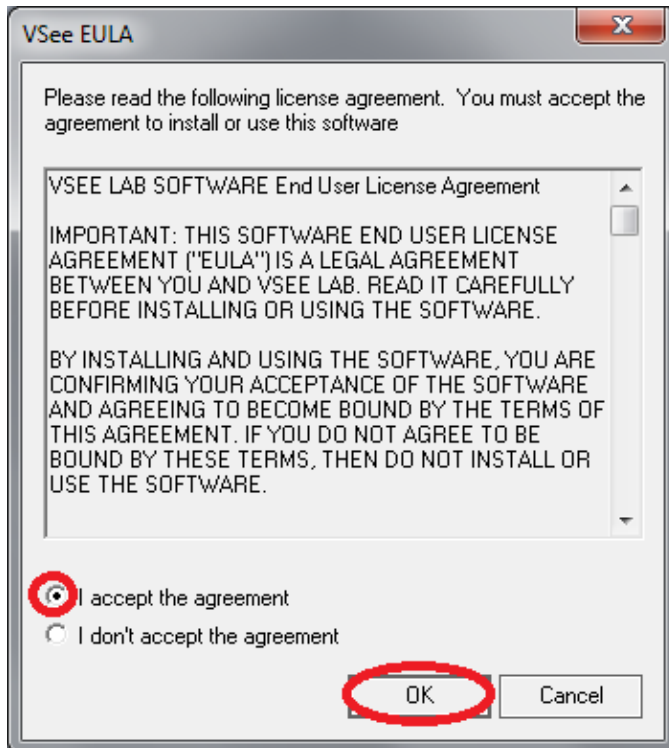 VSee EULA
Please read the following license agreement. You must accept the
agreement to install or use this software
VSEE LAB SOFTWARE End User License Agreement
IMPORTANT: THIS SOFTWARE END USER LICENSE
AGREEMENT ("EULA") IS A LEGAL AGREEMENT
BETWEEN YOU AND VSEE LAB. READ IT CAREFULLY
BEFORE INSTALLING OR USING THE SOFTWARE.
BY INSTALLING AND USING THE SOFTWARE, YOU ARE
CONFIRMING YOUR ACCEPTANCE OF THE SOFTWARE
AND AGREEING TO BECOME BOUND BY THE TERMS OF
THIS AGREEMENT. IF YOU DO NOT AGREE TO BE
BOUND BY THESE TERMS, THEN DO NOT INSTALL OR
USE THE SOFTWARE.
I accept the agreement
I don't accept the agreement
OK Cancel